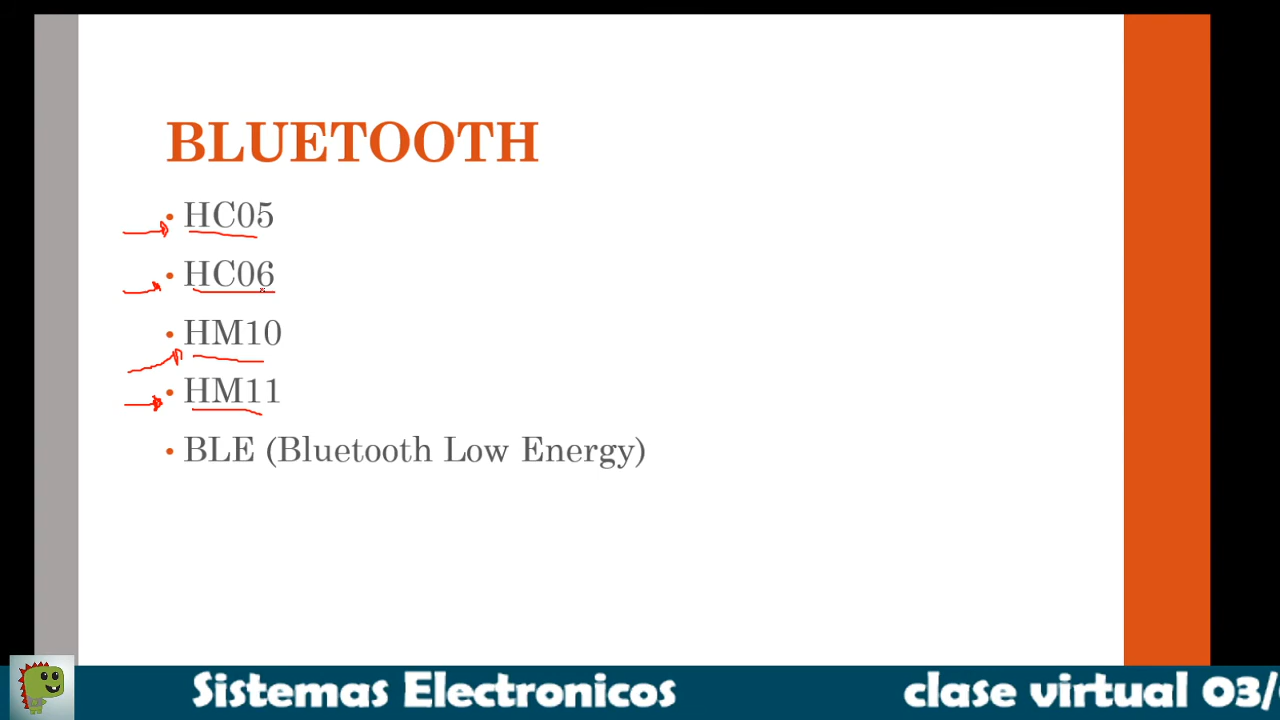 BLUETOOTH
• HC05
• HC06
• HM10
• HM11
• BLE (Bluetooth Low Energy)
Sistemas Electronicos clase virtual 03/